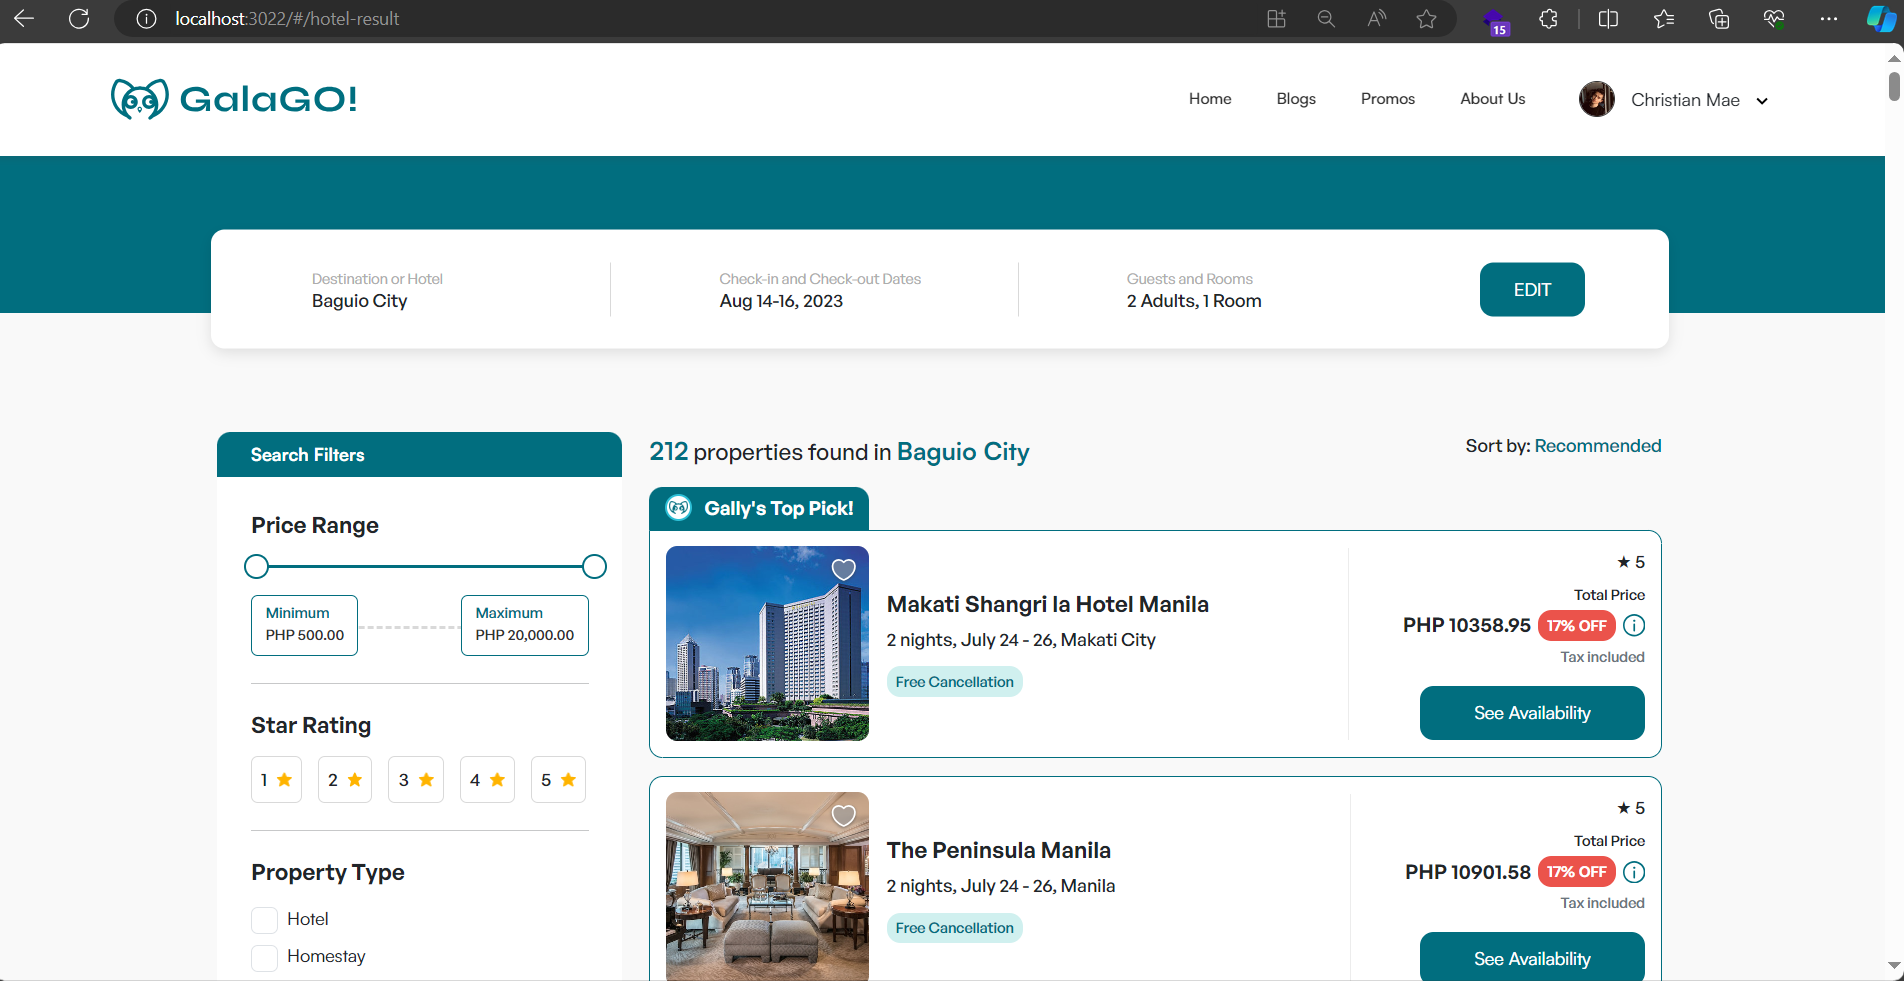 localhost:3022/#/hotel-result
15
GalaGO!
Home
Blogs
Promos
About Us
Christian Mae
Destination or Hotel
Baguio City
Check-in and Check-out Dates
Aug 14-16, 2023
Guests and Rooms
2 Adults, 1 Room
EDIT
Search Filters
Price Range
Minimum
PHP 500.00
Maximum
PHP 20,000.00
Star Rating
1
2
3
4
5
Property Type
Hotel
Homestay
212 properties found in Baguio City
Sort by: Recommended
Gally's Top Pick!
Makati Shangri la Hotel Manila
2 nights, July 24 - 26, Makati City
Free Cancellation
★ 5
Total Price
PHP 10358.95 17% OFF
Tax included
See Availability
The Peninsula Manila
2 nights, July 24 - 26, Manila
Free Cancellation
★ 5
Total Price
PHP 10901.58 17% OFF
Tax included
See Availability